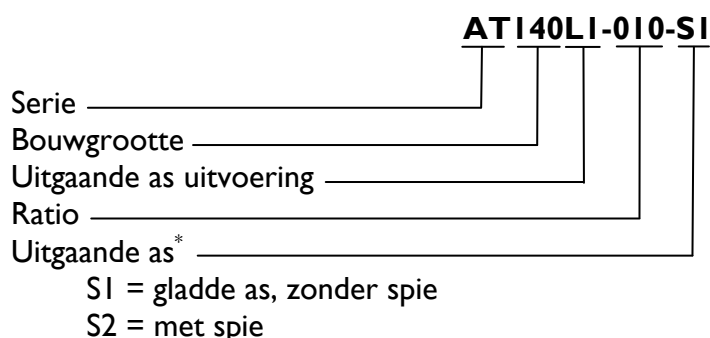 AT140L1-010-S1
Serie
Bouwgrootte
Uitgaande as uitvoering
Ratio
Uitgaande as*
S1 = gladde as, zonder spie
S2 = met spie